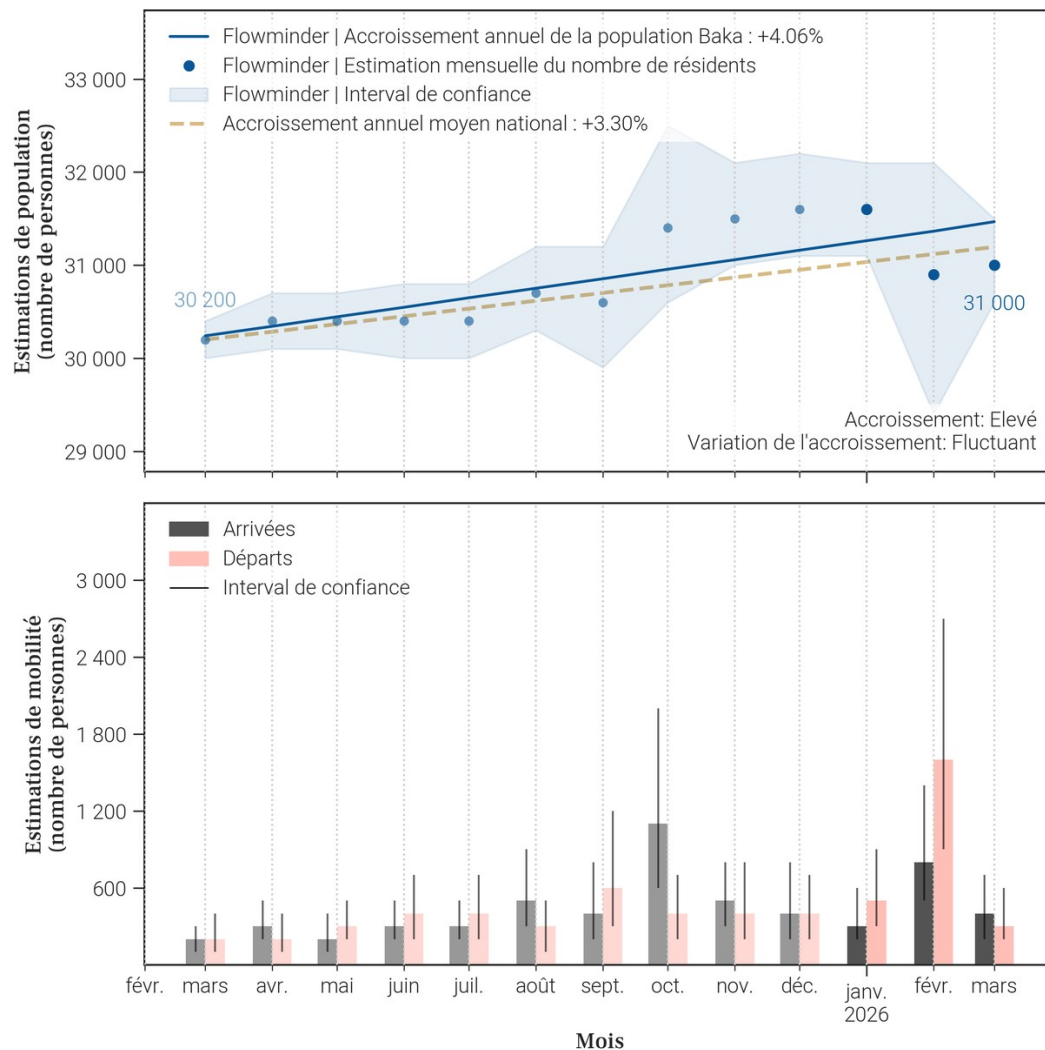 Flowminder | Accroissement annuel de la population Baka : +4.06%
Flowminder | Estimation mensuelle du nombre de résidents
Flowminder | Interval de confiance
Accroissement annuel moyen national : +3.30%
Estimations de population
(nombre de personnes)
33 000
32 000
31 000
30 000
29 000
30 200
31 000
Accroissement: Elevé
Variation de l'accroissement: Fluctuant
Arrivées
Départs
Interval de confiance
Estimations de mobilité
(nombre de personnes)
3 000
2 400
1 800
1 200
600
févr. mars avr. mai juin juil. août sept. oct. nov. déc. janv. févr. mars
2026
Mois